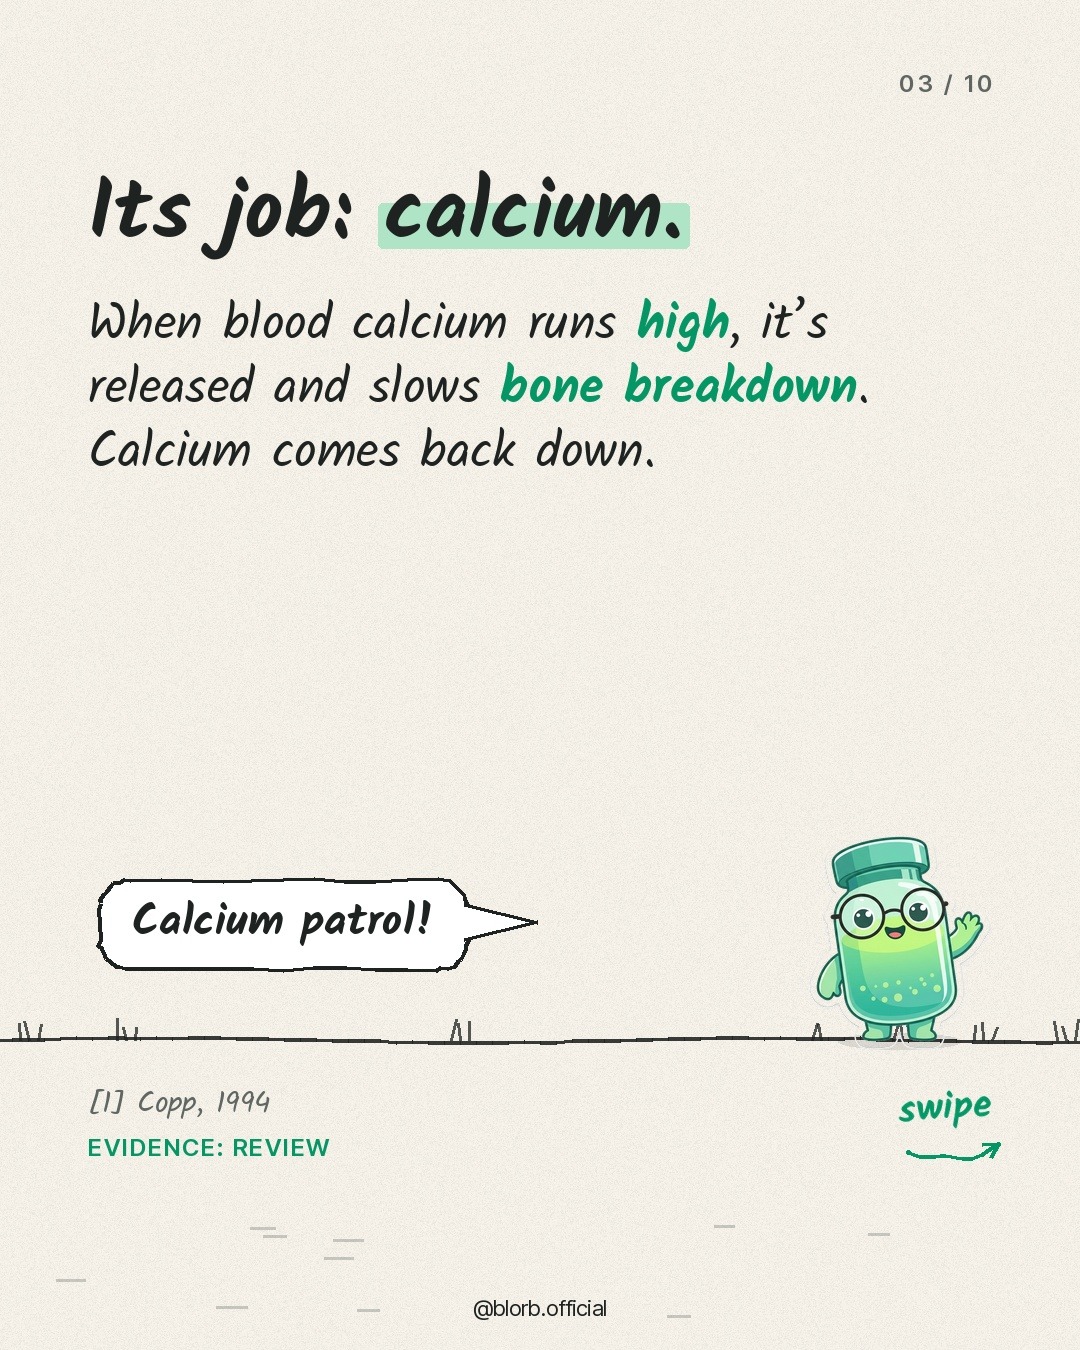 03 / 10
Its job: calcium.
When blood calcium runs high, it’s
released and slows bone breakdown.
Calcium comes back down.
Calcium patrol!
[1] Copp, 1994
EVIDENCE: REVIEW
swipe
@blorb.official